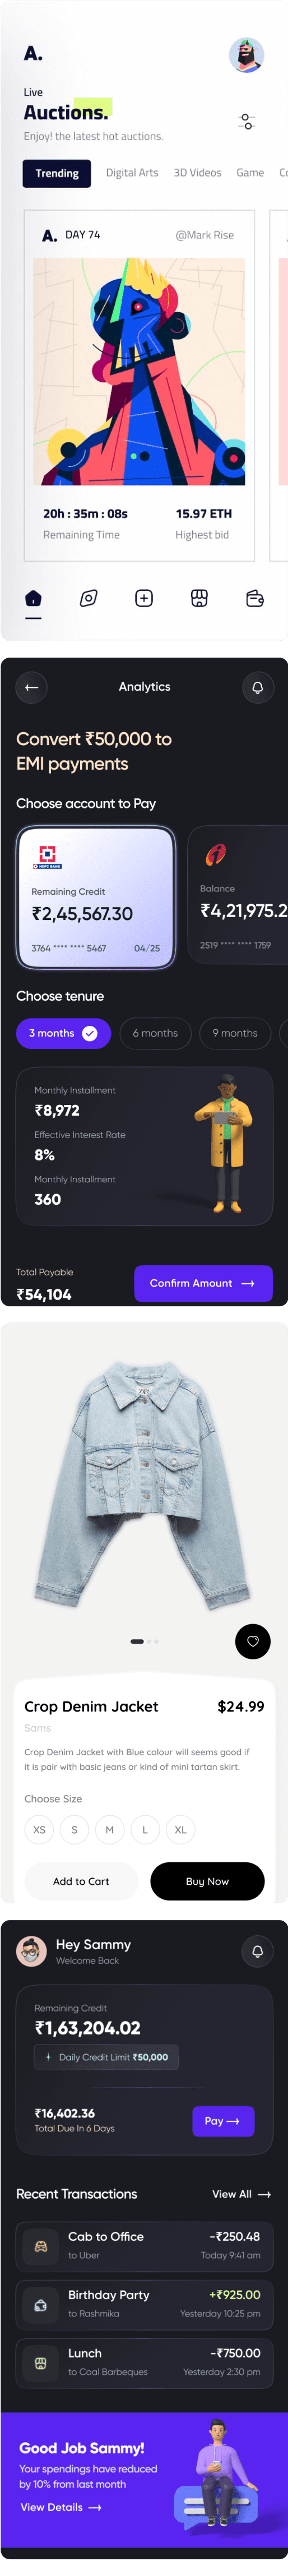 A.
Live
Auctions.
Enjoy! the latest hot auctions.
Trending Digital Arts 3D Videos Game
A. DAY 74 @Mark Rise
20h : 35m : 08s 15.97 ETH
Remaining Time Highest bid
Analytics
Convert ₹50,000 to
EMI payments
Choose account to Pay
HDFC BANK
Remaining Credit
₹2,45,567.30
3764 **** **** 5467 04/25
Balance
₹4,21,975.2
2519 **** **** 1759
Choose tenure
3 months 6 months 9 months
Monthly Installment
₹8,972
Effective Interest Rate
8%
Monthly Installment
360
Total Payable
₹54,104
Confirm Amount
Crop Denim Jacket $24.99
Sams
Crop Denim Jacket with Blue colour will seems good if
it is pair with basic jeans or kind of mini tartan skirt.
Choose Size
XS S M L XL
Add to Cart Buy Now
Hey Sammy
Welcome Back
Remaining Credit
₹1,63,204.02
Daily Credit Limit ₹50,000
₹16,402.36
Total Due In 6 Days
Pay
Recent Transactions View All
Cab to Office -₹250.48
to Uber Today 9:41 am
Birthday Party +₹925.00
to Rashmika Yesterday 10:25 pm
Lunch -₹750.00
to Coal Barbeques Yesterday 2:30 pm
Good Job Sammy!
Your spendings have reduced
by 10% from last month
View Details